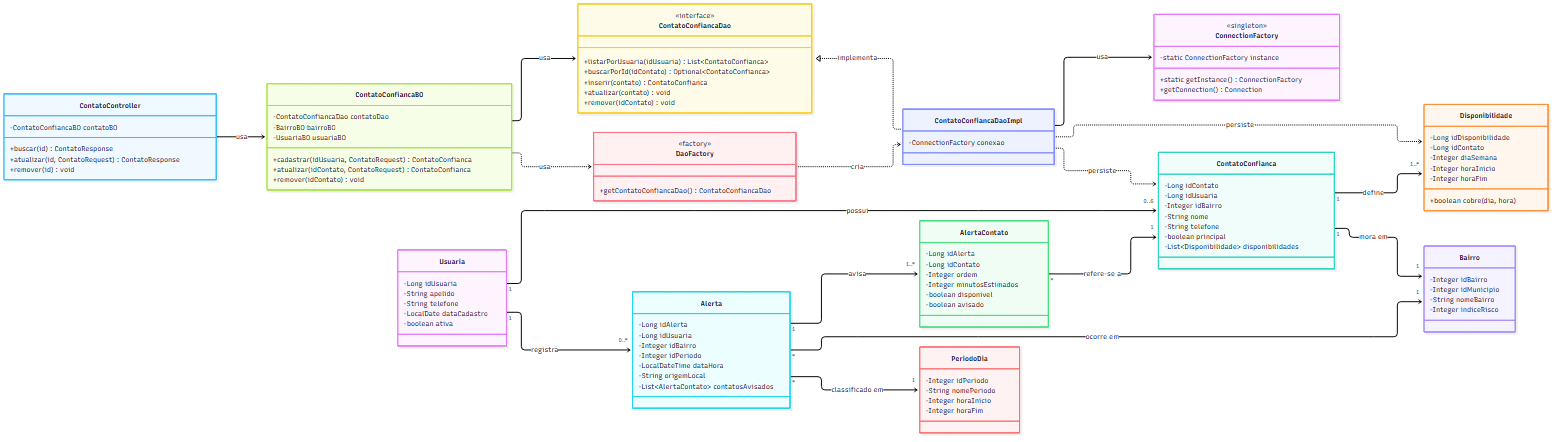 ContatoController
-ContatoConfiancaBO contatoBO
+buscar(id) : ContatoResponse
+atualizar(id, ContatoRequest) : ContatoResponse
+remover(id) : void
usa
ContatoConfiancaBO
-ContatoConfiancaDao contatoDao
-BairroBO bairroBO
-UsuariaBO usuariaBO
+cadastrar(idUsuaria, ContatoRequest) : ContatoConfianca
+atualizar(idContato, ContatoRequest) : ContatoConfianca
+remover(idContato) : void
usa
usa
«interface»
ContatoConfiancaDao
+listarPorUsuaria(idUsuaria) : List<ContatoConfianca>
+buscarPorId(idContato) : Optional<ContatoConfianca>
+inserir(contato) : ContatoConfianca
+atualizar(contato) : void
+remover(idContato) : void
«factory»
DaoFactory
+getContatoConfiancaDao() : ContatoConfiancaDao
implementa
cria
ContatoConfiancaDaoImpl
-ConnectionFactory conexao
usa
persiste
persiste
«singleton»
ConnectionFactory
-static ConnectionFactory instance
+static getInstance() : ConnectionFactory
+getConnection() : Connection
Disponibilidade
-Long idDisponibilidade
-Long idContato
-Integer diaSemana
-Integer horaInicio
-Integer horaFim
+boolean cobre(dia, hora)
1..*
define
1
ContatoConfianca
-Long idContato
-Long idUsuaria
-Integer idBairro
-String nome
-String telefone
-boolean principal
-List<Disponibilidade> disponibilidades
0..6
possui
1
1
mora em
1
Bairro
-Integer idBairro
-Integer idMunicipio
-String nomeBairro
-Integer indiceRisco
1
Usuaria
-Long idUsuaria
-String apelido
-String telefone
-LocalDate dataCadastro
-boolean ativa
1
1
registra
0..*
Alerta
-Long idAlerta
-Long idUsuaria
-Integer idBairro
-Integer idPeriodo
-LocalDateTime dataHora
-String origemLocal
-List<AlertaContato> contatosAvisados
1
avisa
1..*
AlertaContato
-Long idAlerta
-Long idContato
-Integer ordem
-Integer minutosEstimados
-boolean disponivel
-boolean avisado
*
refere-se a
*
ocorre em
*
classificado em
1
PeriodoDia
-Integer idPeriodo
-String nomePeriodo
-Integer horaInicio
-Integer horaFim